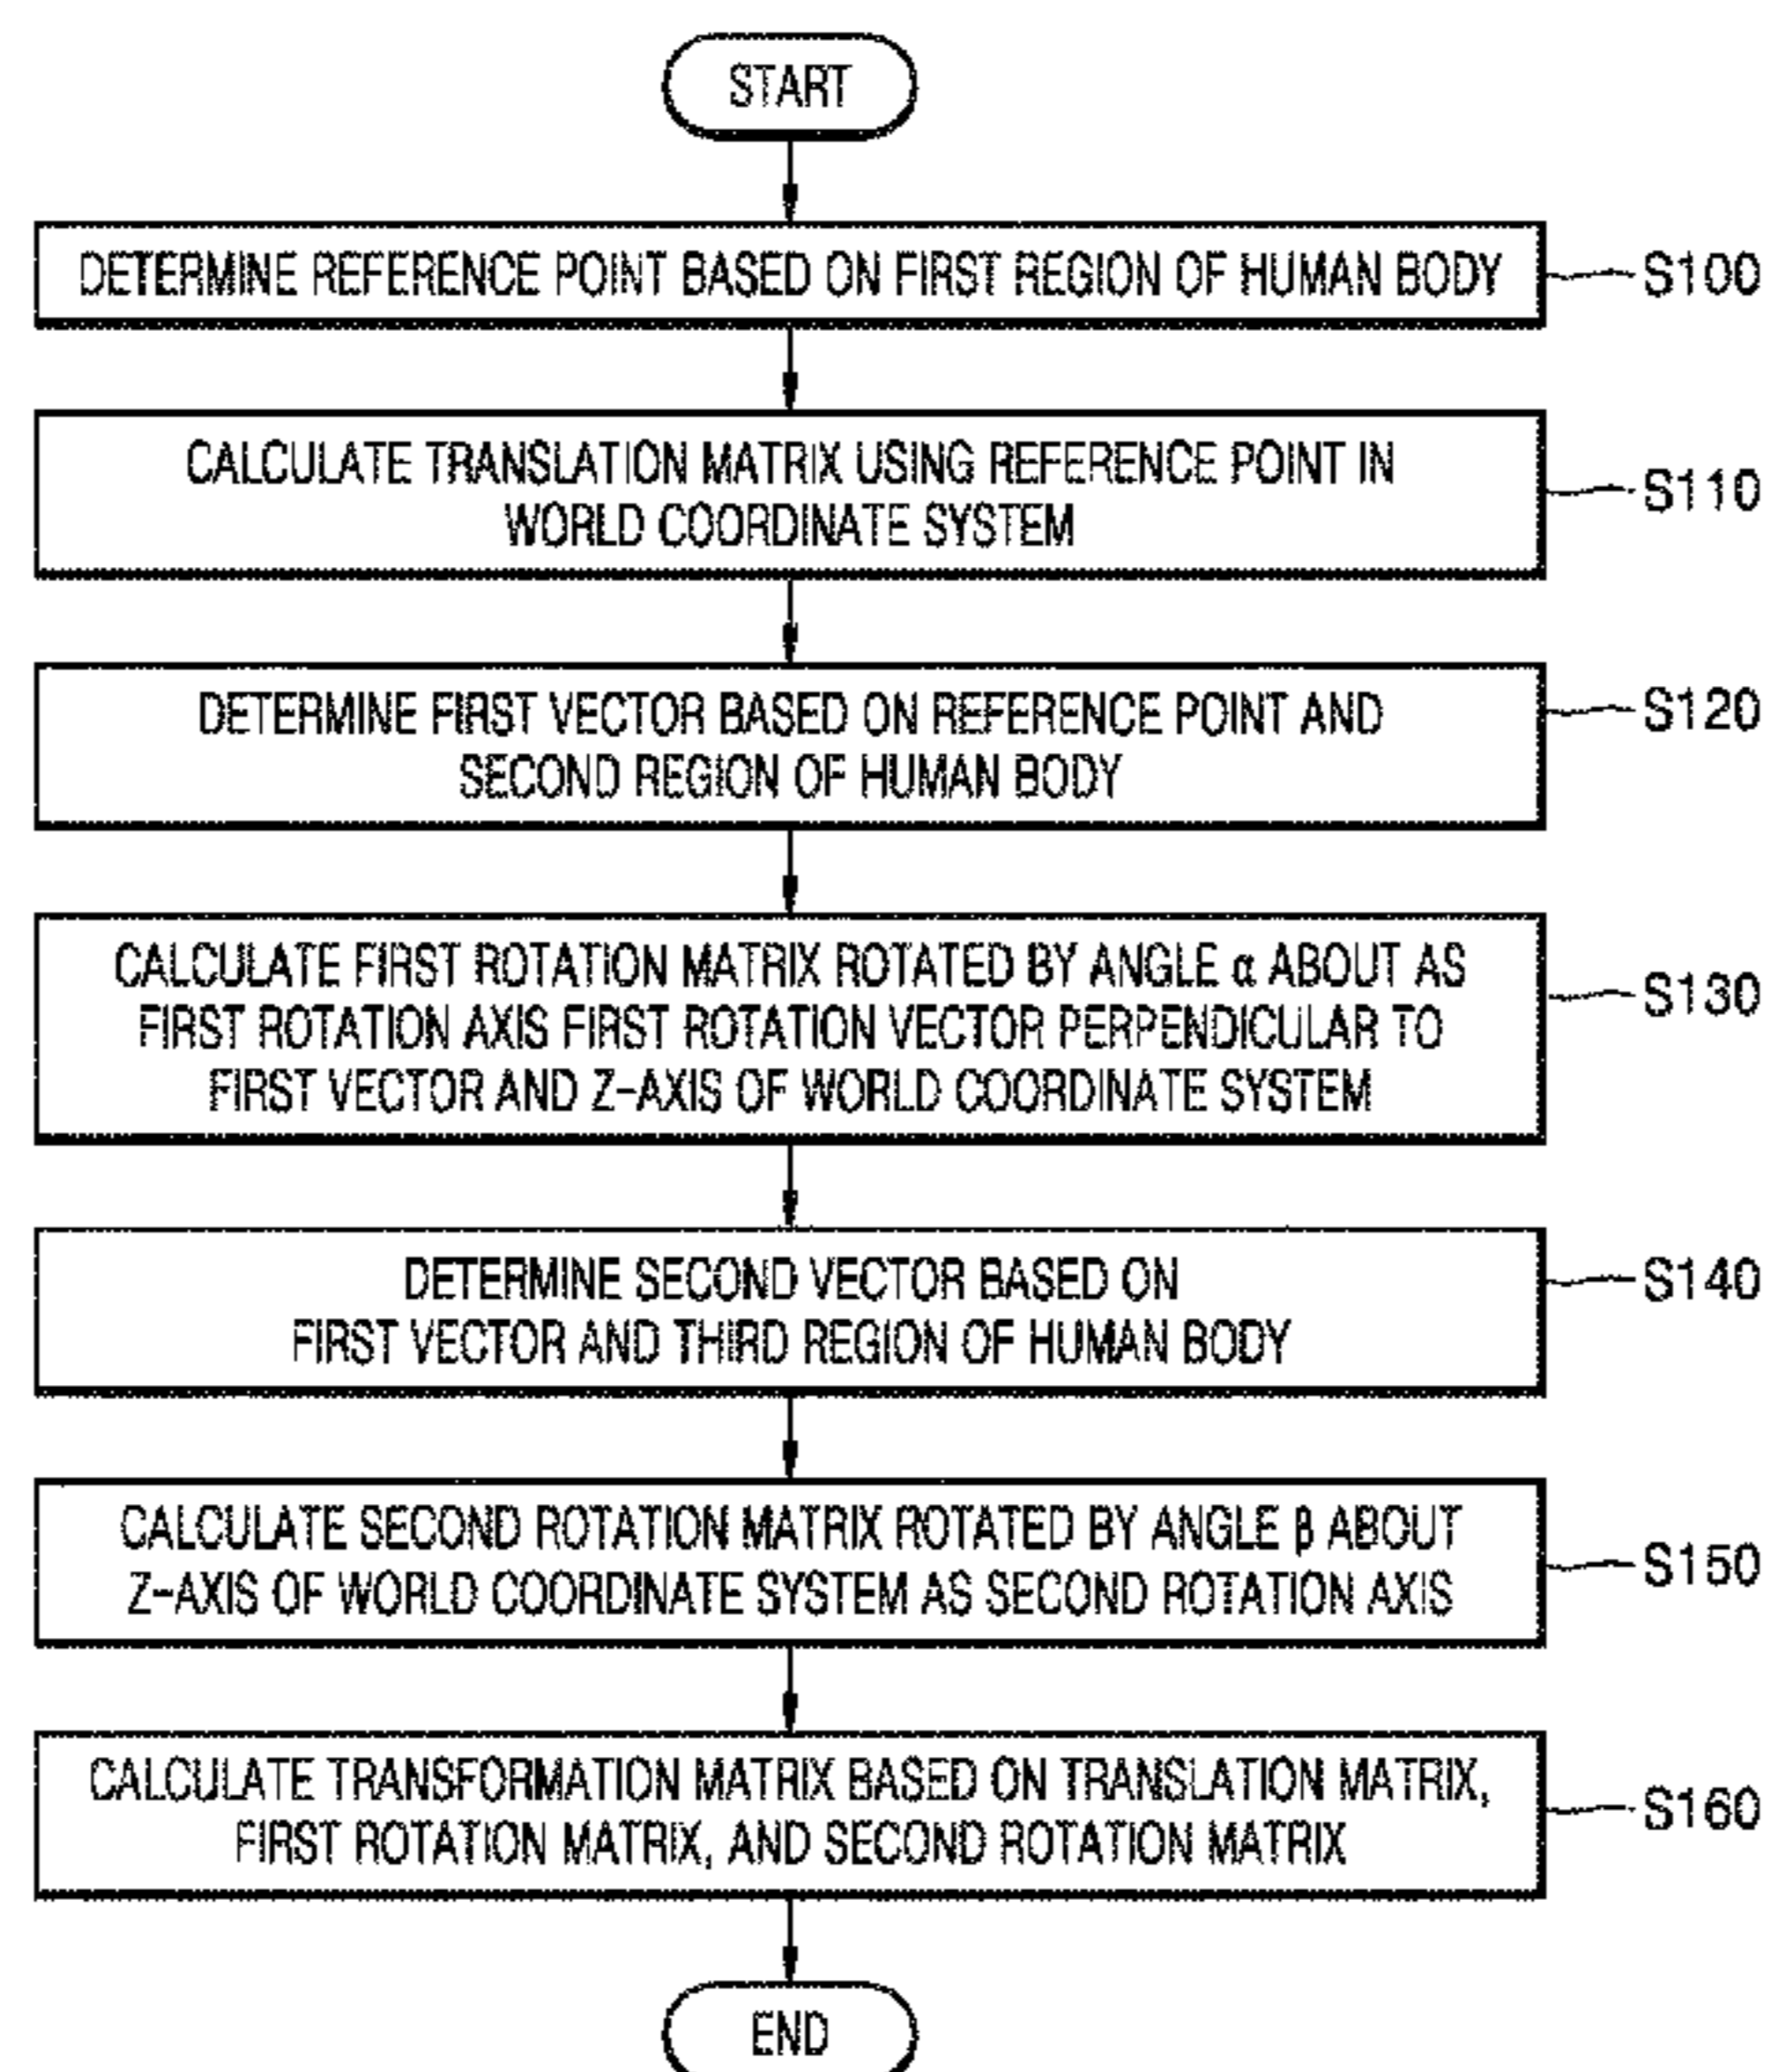 START
DETERMINE REFERENCE POINT BASED ON FIRST REGION OF HUMAN BODY
S100
CALCULATE TRANSLATION MATRIX USING REFERENCE POINT IN
WORLD COORDINATE SYSTEM
S110
DETERMINE FIRST VECTOR BASED ON REFERENCE POINT AND
SECOND REGION OF HUMAN BODY
S120
CALCULATE FIRST ROTATION MATRIX ROTATED BY ANGLE α ABOUT AS
FIRST ROTATION AXIS FIRST ROTATION VECTOR PERPENDICULAR TO
FIRST VECTOR AND Z-AXIS OF WORLD COORDINATE SYSTEM
S130
DETERMINE SECOND VECTOR BASED ON
FIRST VECTOR AND THIRD REGION OF HUMAN BODY
S140
CALCULATE SECOND ROTATION MATRIX ROTATED BY ANGLE β ABOUT
Z-AXIS OF WORLD COORDINATE SYSTEM AS SECOND ROTATION AXIS
S150
CALCULATE TRANSFORMATION MATRIX BASED ON TRANSLATION MATRIX,
FIRST ROTATION MATRIX, AND SECOND ROTATION MATRIX
S160
END